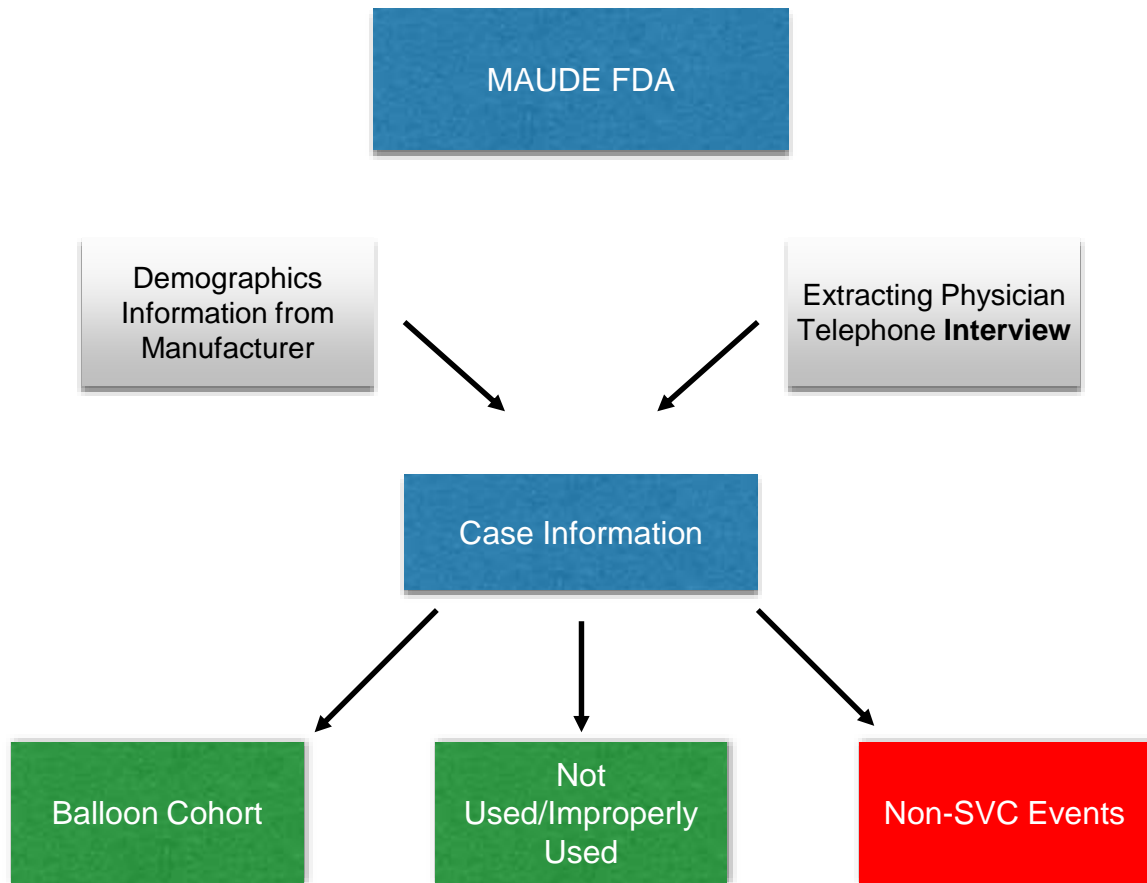 MAUDE FDA
Demographics
Information from
Manufacturer
Extracting Physician
Telephone Interview
Case Information
Balloon Cohort
Not
Used/Improperly
Used
Non-SVC Events